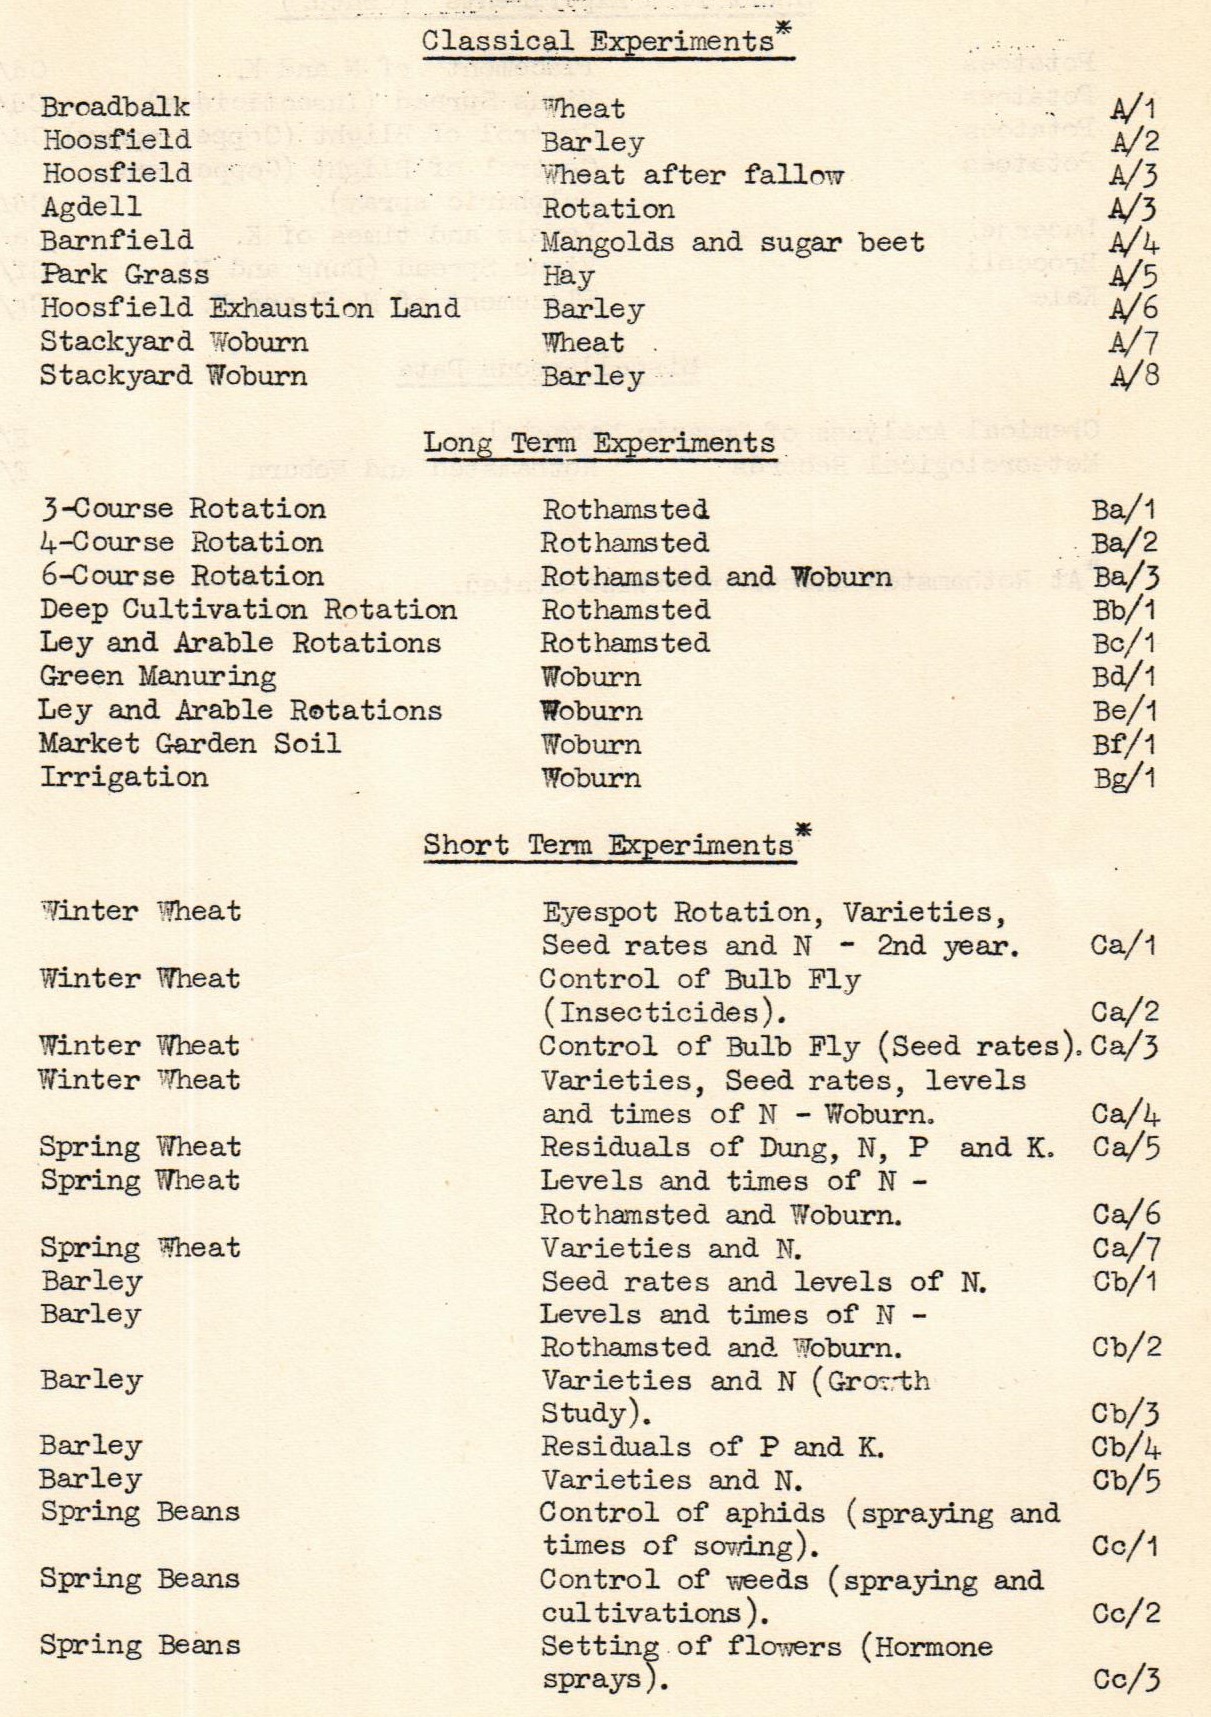 Classical Experiments*
Broadbalk Wheat A/1
Hoosfield Barley A/2
Hoosfield Wheat after fallow A/3
Agdell Rotation A/3
Barnfield Mangolds and sugar beet A/4
Park Grass Hay A/5
Hoosfield Exhaustion Land Barley A/6
Stackyard Woburn Wheat A/7
Stackyard Woburn Barley A/8
Long Term Experiments
3-Course Rotation Rothamsted Ba/1
4-Course Rotation Rothamsted Ba/2
6-Course Rotation Rothamsted and Woburn Ba/3
Deep Cultivation Rotation Rothamsted Bb/1
Ley and Arable Rotations Rothamsted Bc/1
Green Manuring Woburn Bd/1
Ley and Arable Rotations Woburn Be/1
Market Garden Soil Woburn Bf/1
Irrigation Woburn Bg/1
Short Term Experiments*
Winter Wheat Eyespot Rotation, Varieties,
Seed rates and N - 2nd year. Ca/1
Winter Wheat Control of Bulb Fly
(Insecticides). Ca/2
Winter Wheat Control of Bulb Fly (Seed rates). Ca/3
Winter Wheat Varieties, Seed rates, levels
and times of N - Woburn. Ca/4
Spring Wheat Residuals of Dung, N, P and K. Ca/5
Spring Wheat Levels and times of N -
Rothamsted and Woburn. Ca/6
Spring Wheat Varieties and N. Ca/7
Barley Seed rates and levels of N. Cb/1
Barley Levels and times of N -
Rothamsted and Woburn. Cb/2
Barley Varieties and N (Growth
Study). Cb/3
Barley Residuals of P and K. Cb/4
Barley Varieties and N. Cb/5
Spring Beans Control of aphids (spraying and
times of sowing). Cc/1
Spring Beans Control of weeds (spraying and
cultivations). Cc/2
Spring Beans Setting of flowers (Hormone
sprays). Cc/3